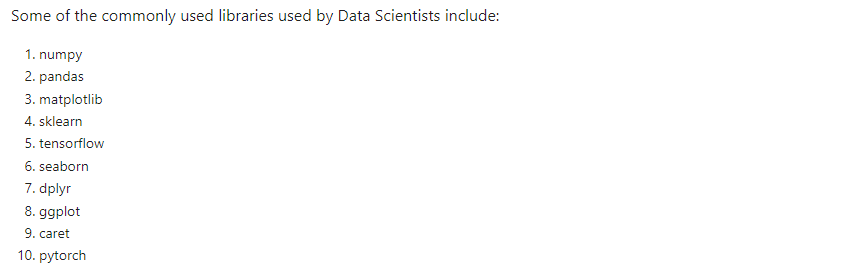 Some of the commonly used libraries used by Data Scientists include:
1. numpy
2. pandas
3. matplotlib
4. sklearn
5. tensorflow
6. seaborn
7. dplyr
8. ggplot
9. caret
10. pytorch